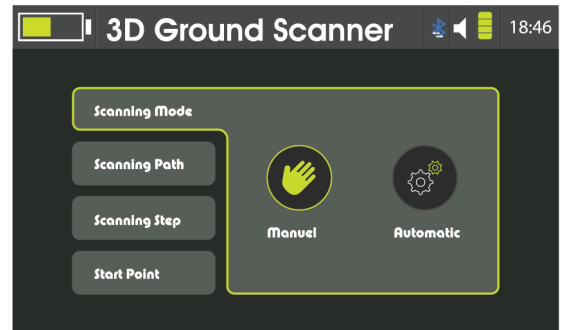 3D Ground Scanner
18:46
Scanning Mode
Scanning Path
Scanning Step
Start Point
Manuel
Automatic